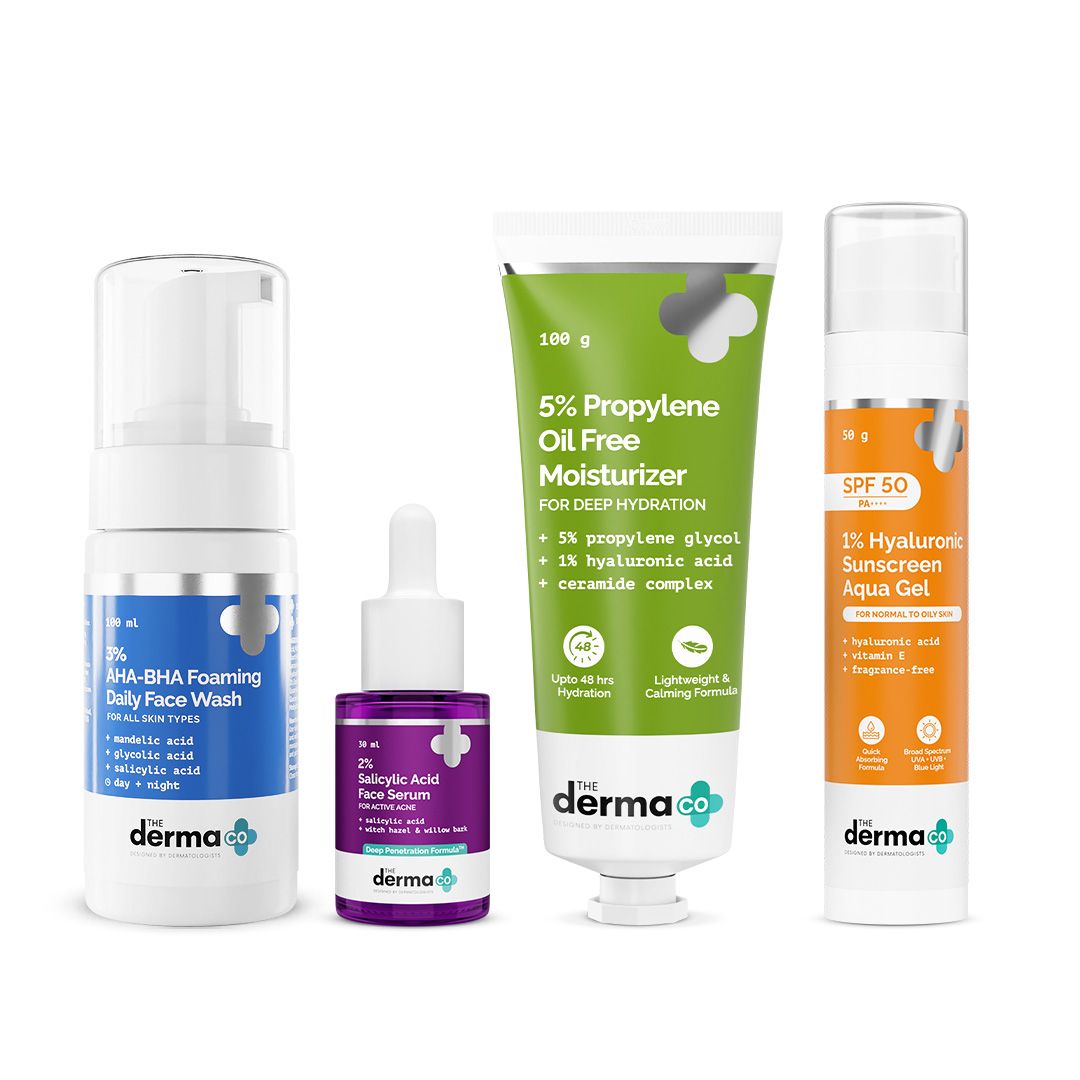 100 ml
3%
AHA-BHA Foaming
Daily Face Wash
FOR ALL SKIN TYPES
+ mandelic acid
+ glycolic acid
+ salicylic acid
day + night
THE
derma co
DESIGNED BY DERMATOLOGISTS
30 ml
2%
Salicylic Acid
Face Serum
FOR ACTIVE ACNE
+ salicylic acid
+ witch hazel & willow bark
Deep Penetration Formula™
THE
derma co
DESIGNED BY DERMATOLOGISTS
100 g
5% Propylene
Oil Free
Moisturizer
FOR DEEP HYDRATION
+ 5% propylene glycol
+ 1% hyaluronic acid
+ ceramide complex
48
Upto 48 hrs
Hydration
Lightweight &
Calming Formula
THE
derma co
DESIGNED BY DERMATOLOGISTS
50 g
SPF 50
PA++++
1% Hyaluronic
Sunscreen
Aqua Gel
FOR NORMAL TO OILY SKIN
+ hyaluronic acid
+ vitamin E
+ fragrance-free
Quick
Absorbing
Formula
Broad Spectrum
UVA + UVB +
Blue Light
THE
derma co
DESIGNED BY DERMATOLOGISTS